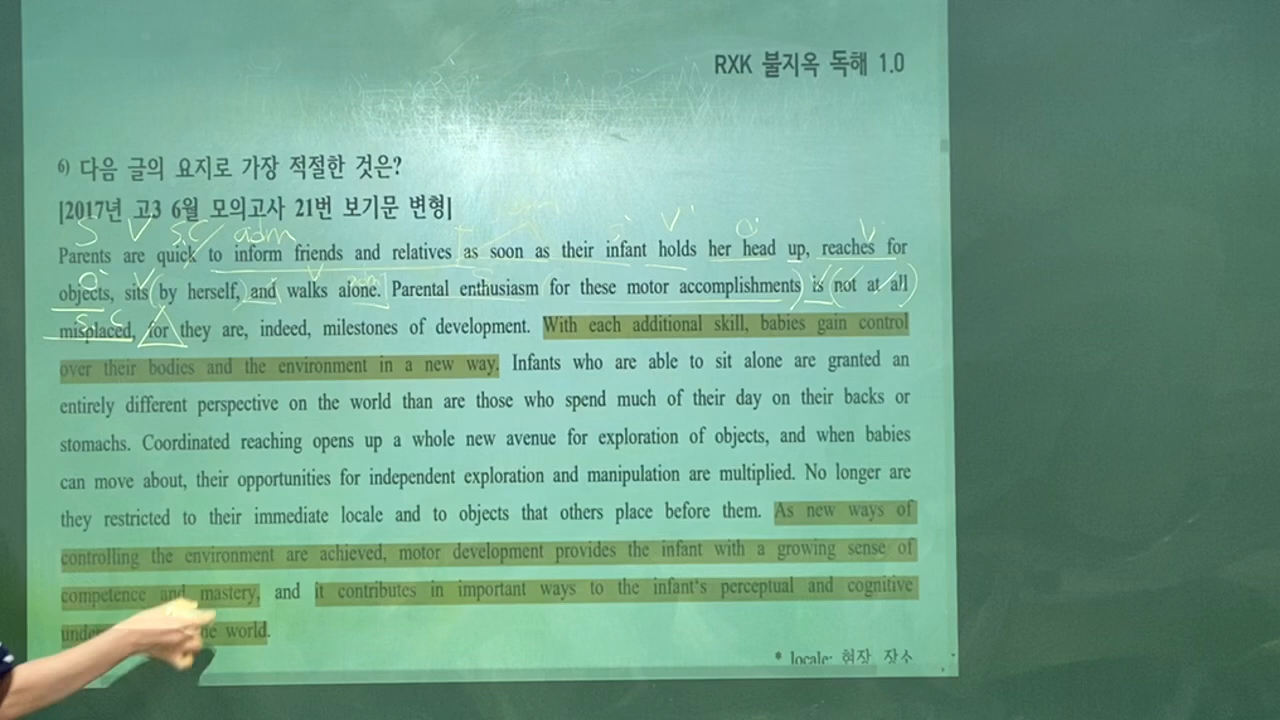 RXK 불지옥 독해 1.0
6) 다음 글의 요지로 가장 적절한 것은?
|2017년 고3 6월 모의고사 21번 보기문 변형|
S V SC adm V' O' V'
Parents are quick to inform friends and relatives as soon as their infant holds her head up, reaches for
O' V' V
objects, sits by herself, and walks alone. Parental enthusiasm for these motor accomplishments is not at all
S C
misplaced, for they are, indeed, milestones of development. With each additional skill, babies gain control
over their bodies and the environment in a new way. Infants who are able to sit alone are granted an
entirely different perspective on the world than are those who spend much of their day on their backs or
stomachs. Coordinated reaching opens up a whole new avenue for exploration of objects, and when babies
can move about, their opportunities for independent exploration and manipulation are multiplied. No longer are
they restricted to their immediate locale and to objects that others place before them. As new ways of
controlling the environment are achieved, motor development provides the infant with a growing sense of
competence and mastery, and it contributes in important ways to the infant's perceptual and cognitive
world.
* locale: 현장, 장소